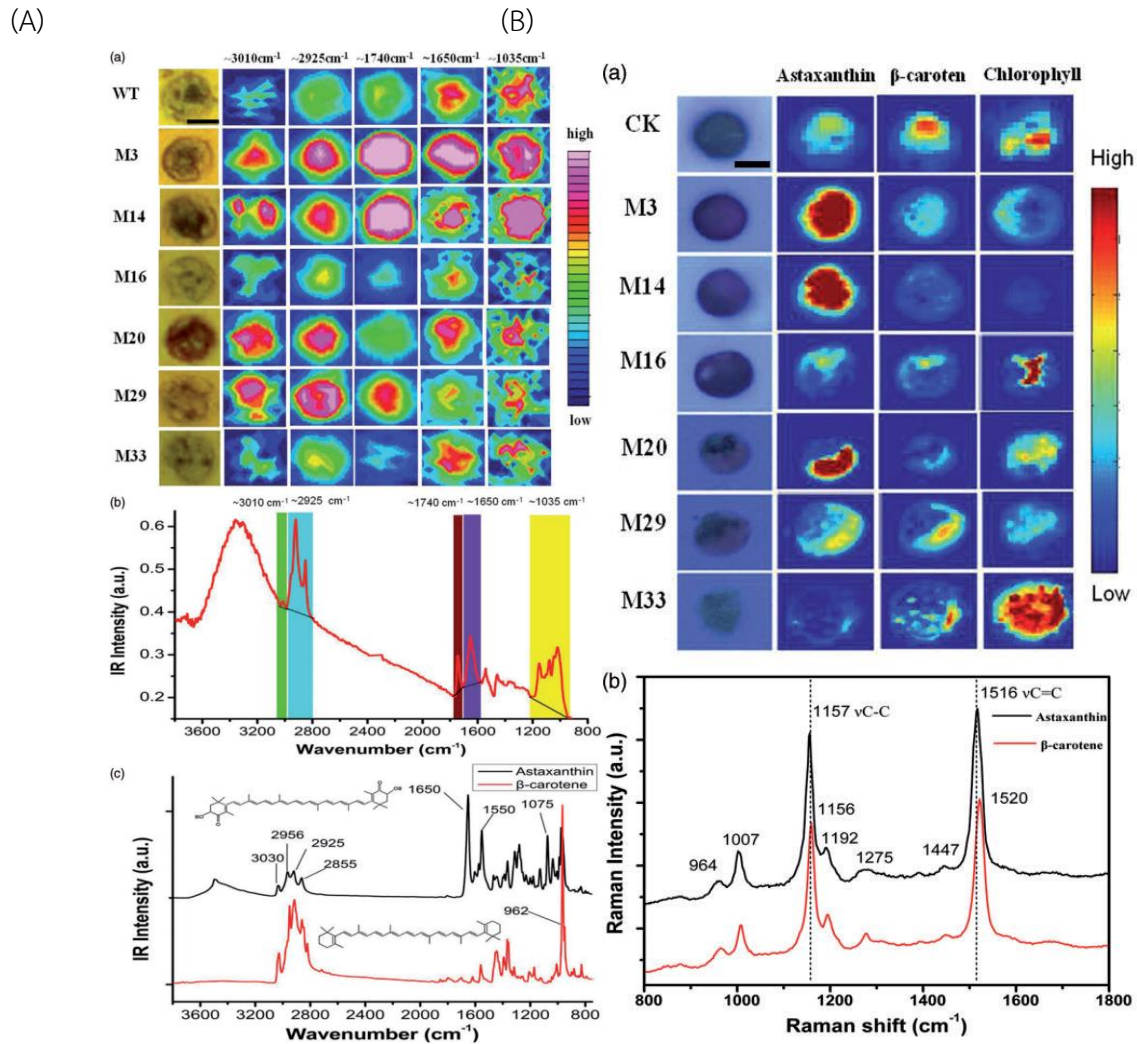 (A)
(a)
~3010cm-1 ~2925cm-1 ~1740cm-1 ~1650cm-1 ~1035cm-1
WT
M3
M14
M16
M20
M29
M33
high
low
(b)
~3010 cm-1 ~2925 cm-1 ~1740 cm-1 ~1650 cm-1 ~1035 cm-1
IR Intensity (a.u.)
0.6
0.5
0.4
0.3
0.2
3600 3200 2800 2400 2000 1600 1200 800
Wavenumber (cm-1)
(c)
Astaxanthin
β-carotene
1650
1550
1075
2956
2925
3030
2855
962
IR Intensity (a.u.)
3600 3200 2800 2400 2000 1600 1200 800
Wavenumber (cm-1)
(B)
(a)
Astaxanthin β-caroten Chlorophyll
CK
M3
M14
M16
M20
M29
M33
High
Low
(b)
1516 νC=C
1157 νC-C
Astaxanthin
β-carotene
1520
1156
1192
1007
964
1275
1447
Raman Intensity (a.u.)
800 1000 1200 1400 1600 1800
Raman shift (cm-1)